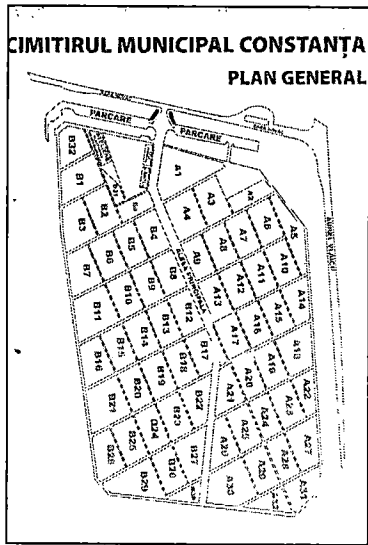 CIMITIRUL MUNICIPAL CONSTANȚA
PLAN GENERAL
PARCARE
PARCARE
B32
A1
B1
B2
A3
A2
A4
A6
A5
B3
B4
A7
B5
A8
A10
B6
A9
A11
A14
B7
B8
A12
B9
A13
A15
B10
A16
B11
B12
A17
A18
B13
A19
B14
B17
A20
A22
B15
B18
A21
A23
B16
B19
A24
A27
B20
B22
A25
A28
B21
B23
A29
A30
A31
B24
B27
A33
B25
B26
B28
B29